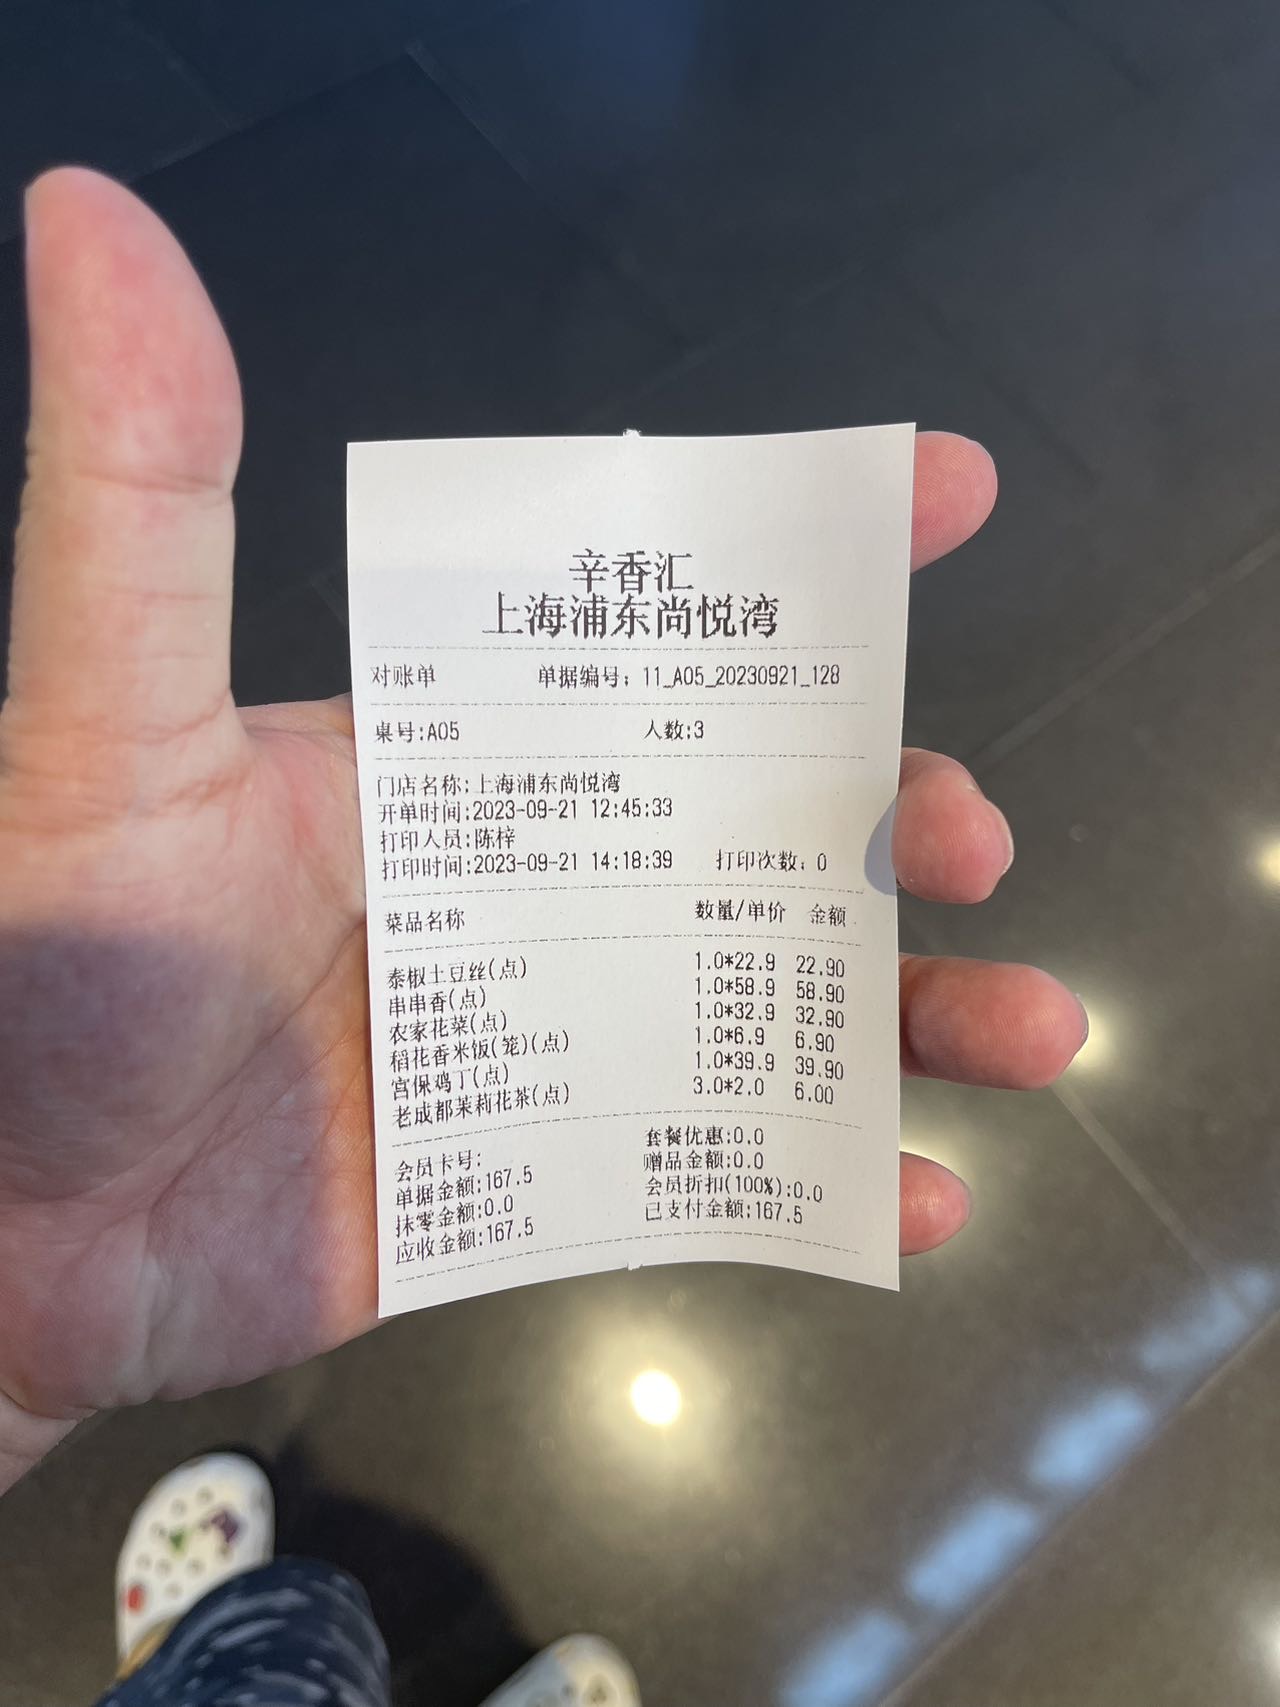 辛香汇
上海浦东尚悦湾
对账单 单据编号：11_A05_20230921_128
桌号:A05 人数:3
门店名称:上海浦东尚悦湾
开单时间:2023-09-21 12:45:33
打印人员:陈梓
打印时间:2023-09-21 14:18:39 打印次数：0
菜品名称 数量/单价 金额
泰椒土豆丝(点) 1.0*22.9 22.90
串串香(点) 1.0*58.9 58.90
农家花菜(点) 1.0*32.9 32.90
稻花香米饭(笼)(点) 1.0*6.9 6.90
宫保鸡丁(点) 1.0*39.9 39.90
老成都茉莉花茶(点) 3.0*2.0 6.00
会员卡号: 套餐优惠:0.0
单据金额:167.5 赠品金额:0.0
抹零金额:0.0 会员折扣(100%):0.0
应收金额:167.5 已支付金额:167.5